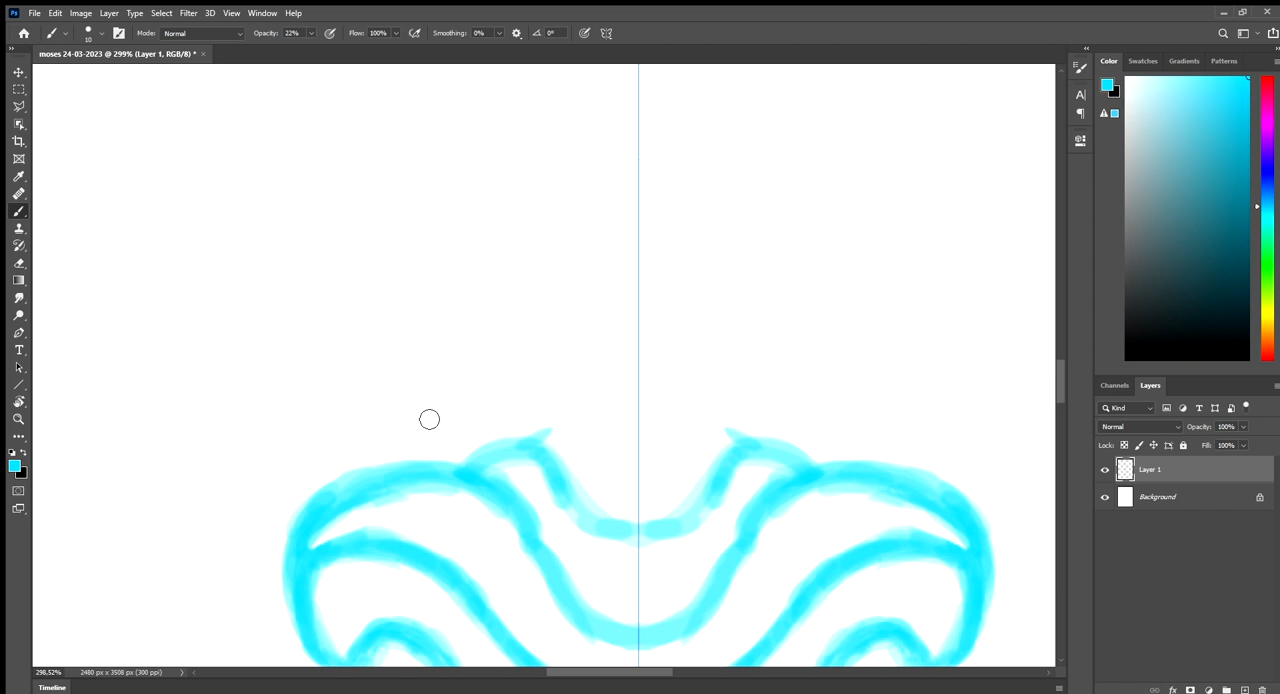 Ps File Edit Image Layer Type Select Filter 3D View Window Help
10 Mode: Normal Opacity: 22% Flow: 100% Smoothing: 0% 0°
moses 24-03-2023 @ 299% (Layer 1, RGB/8) * ×
Color Swatches Gradients Patterns
Channels Layers
Kind
Normal Opacity: 100%
Lock: Fill: 100%
Layer 1
Background
298.52% 2480 px x 3508 px (300 ppi)
Timeline